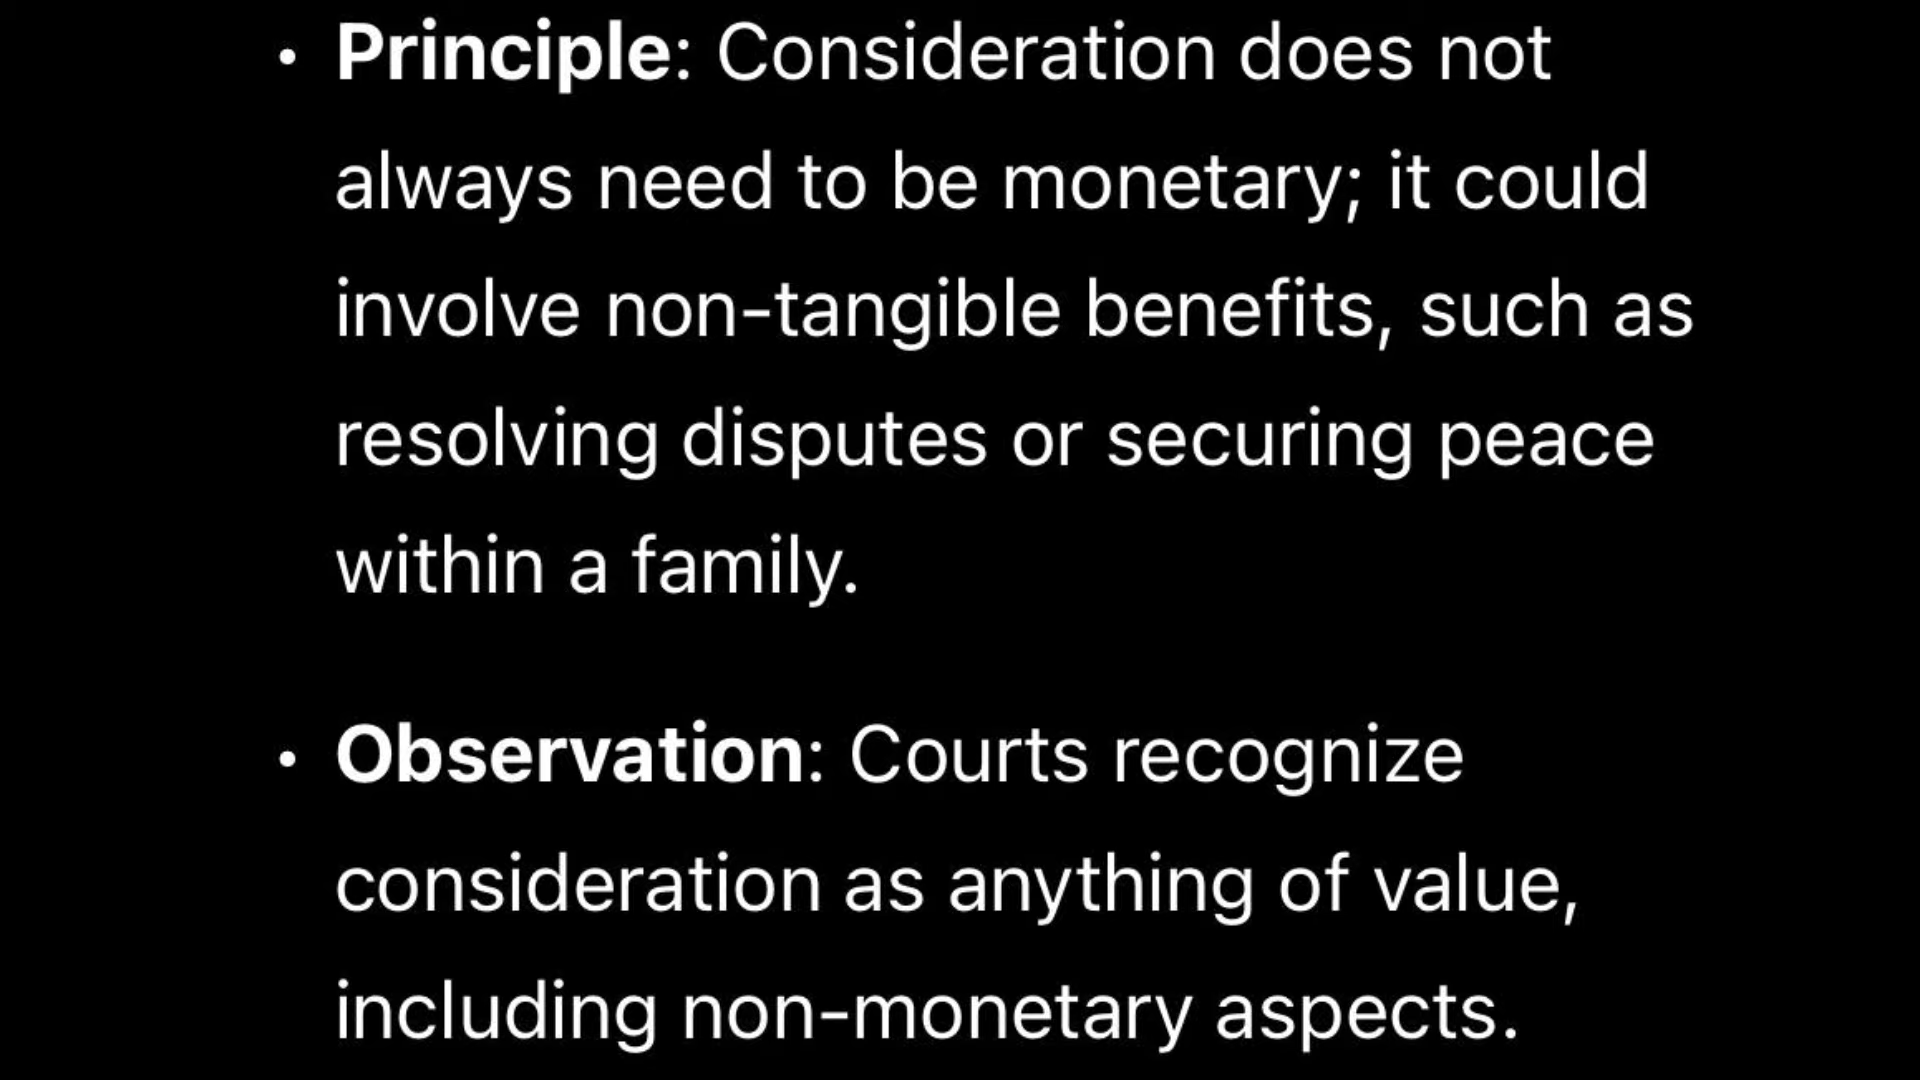 • Principle: Consideration does not
always need to be monetary; it could
involve non-tangible benefits, such as
resolving disputes or securing peace
within a family.
• Observation: Courts recognize
consideration as anything of value,
including non-monetary aspects.